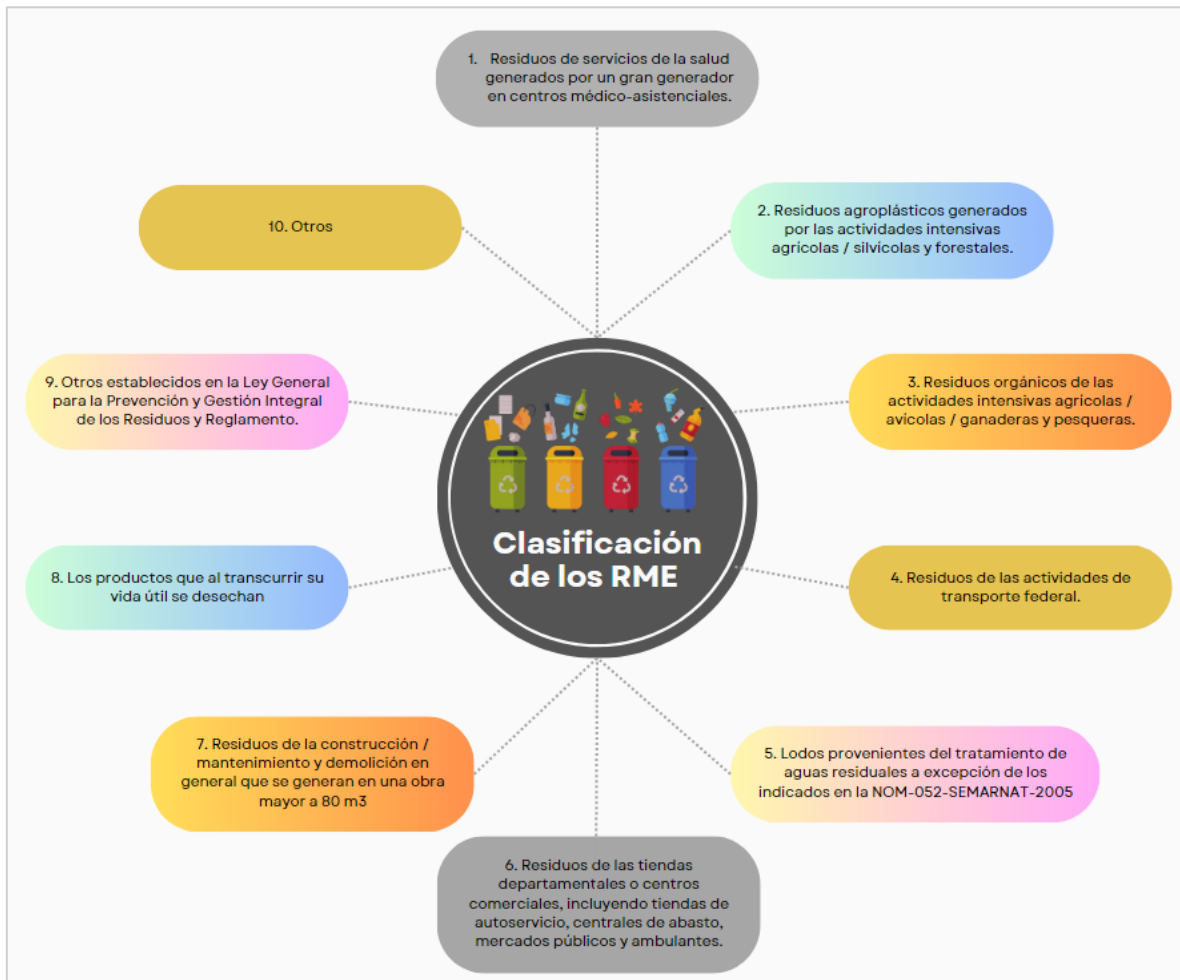 1. Residuos de servicios de la salud
generados por un gran generador
en centros médico-asistenciales.
2. Residuos agroplásticos generados
por las actividades intensivas
agrícolas / silvícolas y forestales.
3. Residuos orgánicos de las
actividades intensivas agrícolas /
avícolas / ganaderas y pesqueras.
4. Residuos de las actividades de
transporte federal.
5. Lodos provenientes del tratamiento de
aguas residuales a excepción de los
indicados en la NOM-052-SEMARNAT-2005
6. Residuos de las tiendas
departamentales o centros
comerciales, incluyendo tiendas de
autoservicio, centrales de abasto,
mercados públicos y ambulantes.
7. Residuos de la construcción /
mantenimiento y demolición en
general que se generan en una obra
mayor a 80 m3
8. Los productos que al transcurrir su
vida útil se desechan
9. Otros establecidos en la Ley General
para la Prevención y Gestión Integral
de los Residuos y Reglamento.
10. Otros
Clasificación
de los RME